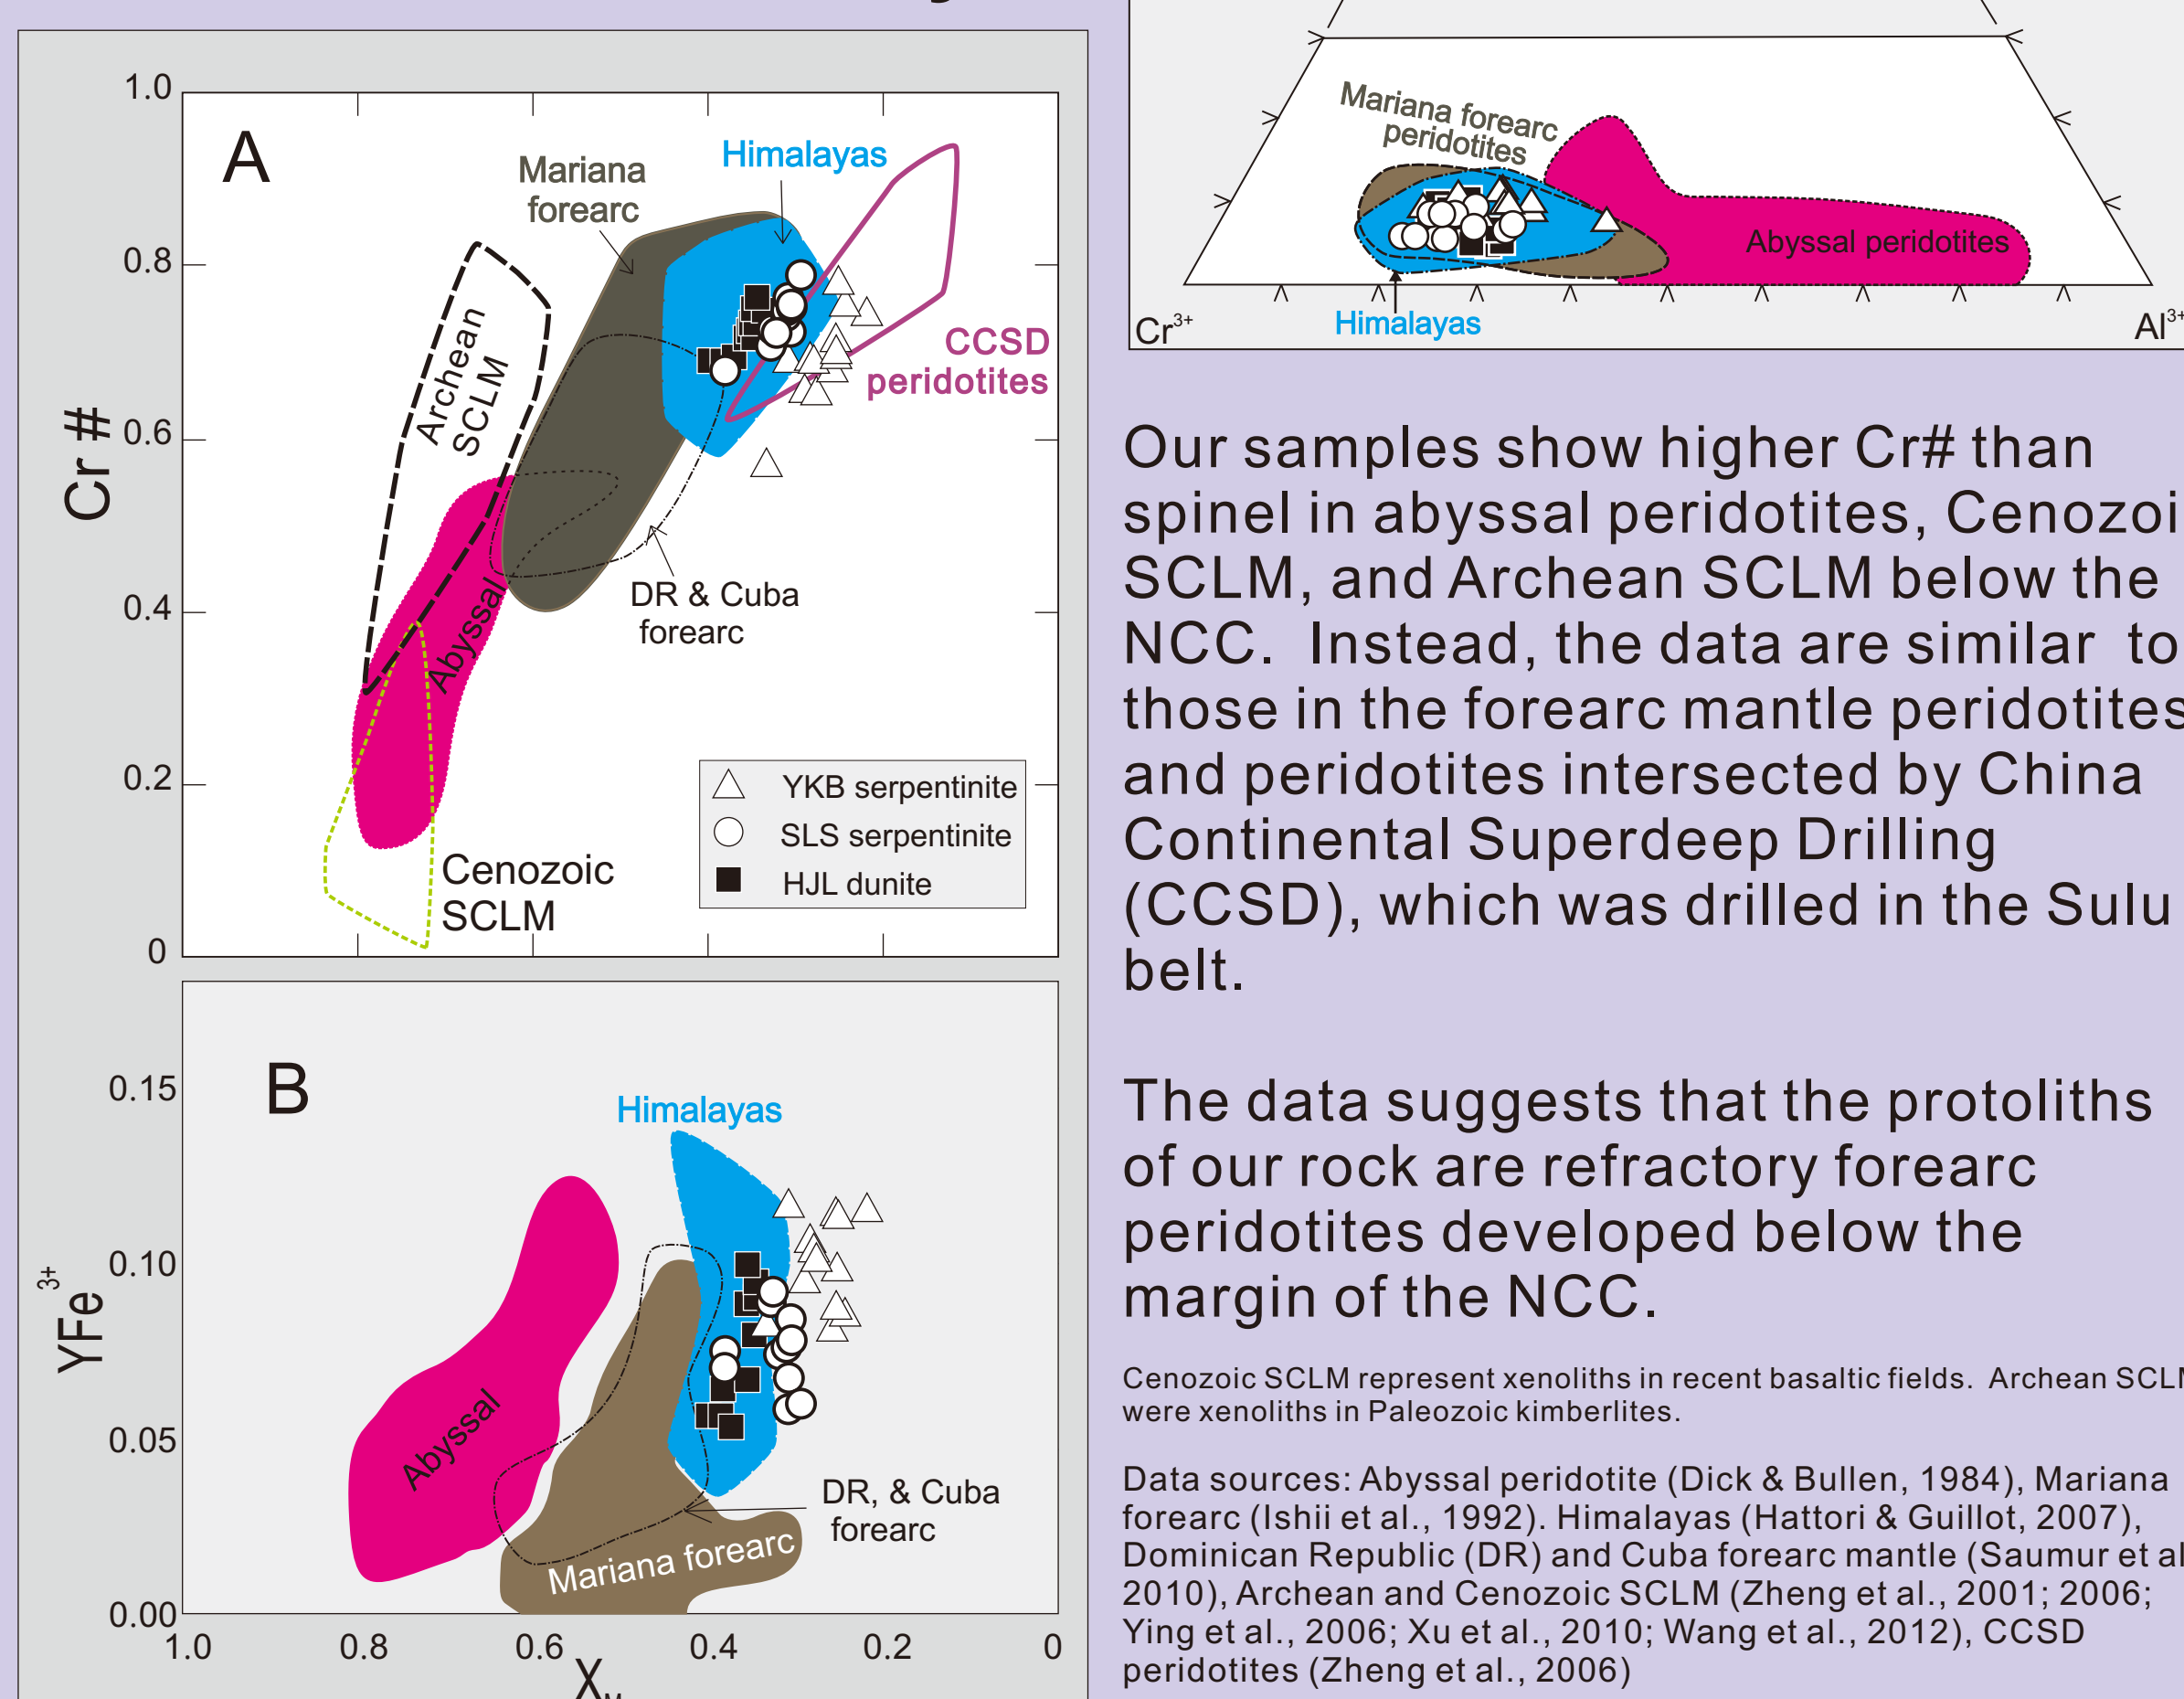 A
1.0
0.8
0.6
0.4
0.2
0
Cr #
Mariana
forearc
Himalayas
Archean
SCLM
CCSD
peridotites
Abyssal
DR & Cuba
forearc
Cenozoic
SCLM
YKB serpentinite
SLS serpentinite
HJL dunite
B
0.15
0.10
0.05
0.00
YFe3+
Himalayas
Abyssal
Mariana forearc
DR, & Cuba
forearc
1.0 0.8 0.6 0.4 0.2 0
X
Mariana forearc
peridotites
Abyssal peridotites
Himalayas
Cr3+
Al3+
Our samples show higher Cr# than
spinel in abyssal peridotites, Cenozoi
SCLM, and Archean SCLM below the
NCC. Instead, the data are similar to
those in the forearc mantle peridotites
and peridotites intersected by China
Continental Superdeep Drilling
(CCSD), which was drilled in the Sulu
belt.
The data suggests that the protoliths
of our rock are refractory forearc
peridotites developed below the
margin of the NCC.
Cenozoic SCLM represent xenoliths in recent basaltic fields. Archean SCLM
were xenoliths in Paleozoic kimberlites.
Data sources: Abyssal peridotite (Dick & Bullen, 1984), Mariana
forearc (Ishii et al., 1992). Himalayas (Hattori & Guillot, 2007),
Dominican Republic (DR) and Cuba forearc mantle (Saumur et al
2010), Archean and Cenozoic SCLM (Zheng et al., 2001; 2006;
Ying et al., 2006; Xu et al., 2010; Wang et al., 2012), CCSD
peridotites (Zheng et al., 2006)